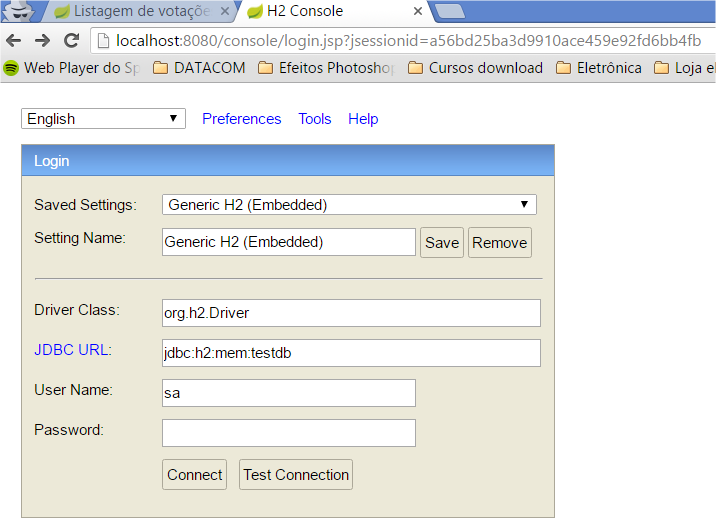 Listagem de votaçõe
H2 Console
localhost:8080/console/login.jsp?jsessionid=a56bd25ba3d9910ace459e92fd6bb4fb
Web Player do Sp DATACOM Efeitos Photoshop Cursos download Eletrônica Loja el
English Preferences Tools Help
Login
Saved Settings: Generic H2 (Embedded)
Setting Name: Generic H2 (Embedded) Save Remove
Driver Class: org.h2.Driver
JDBC URL: jdbc:h2:mem:testdb
User Name: sa
Password:
Connect Test Connection